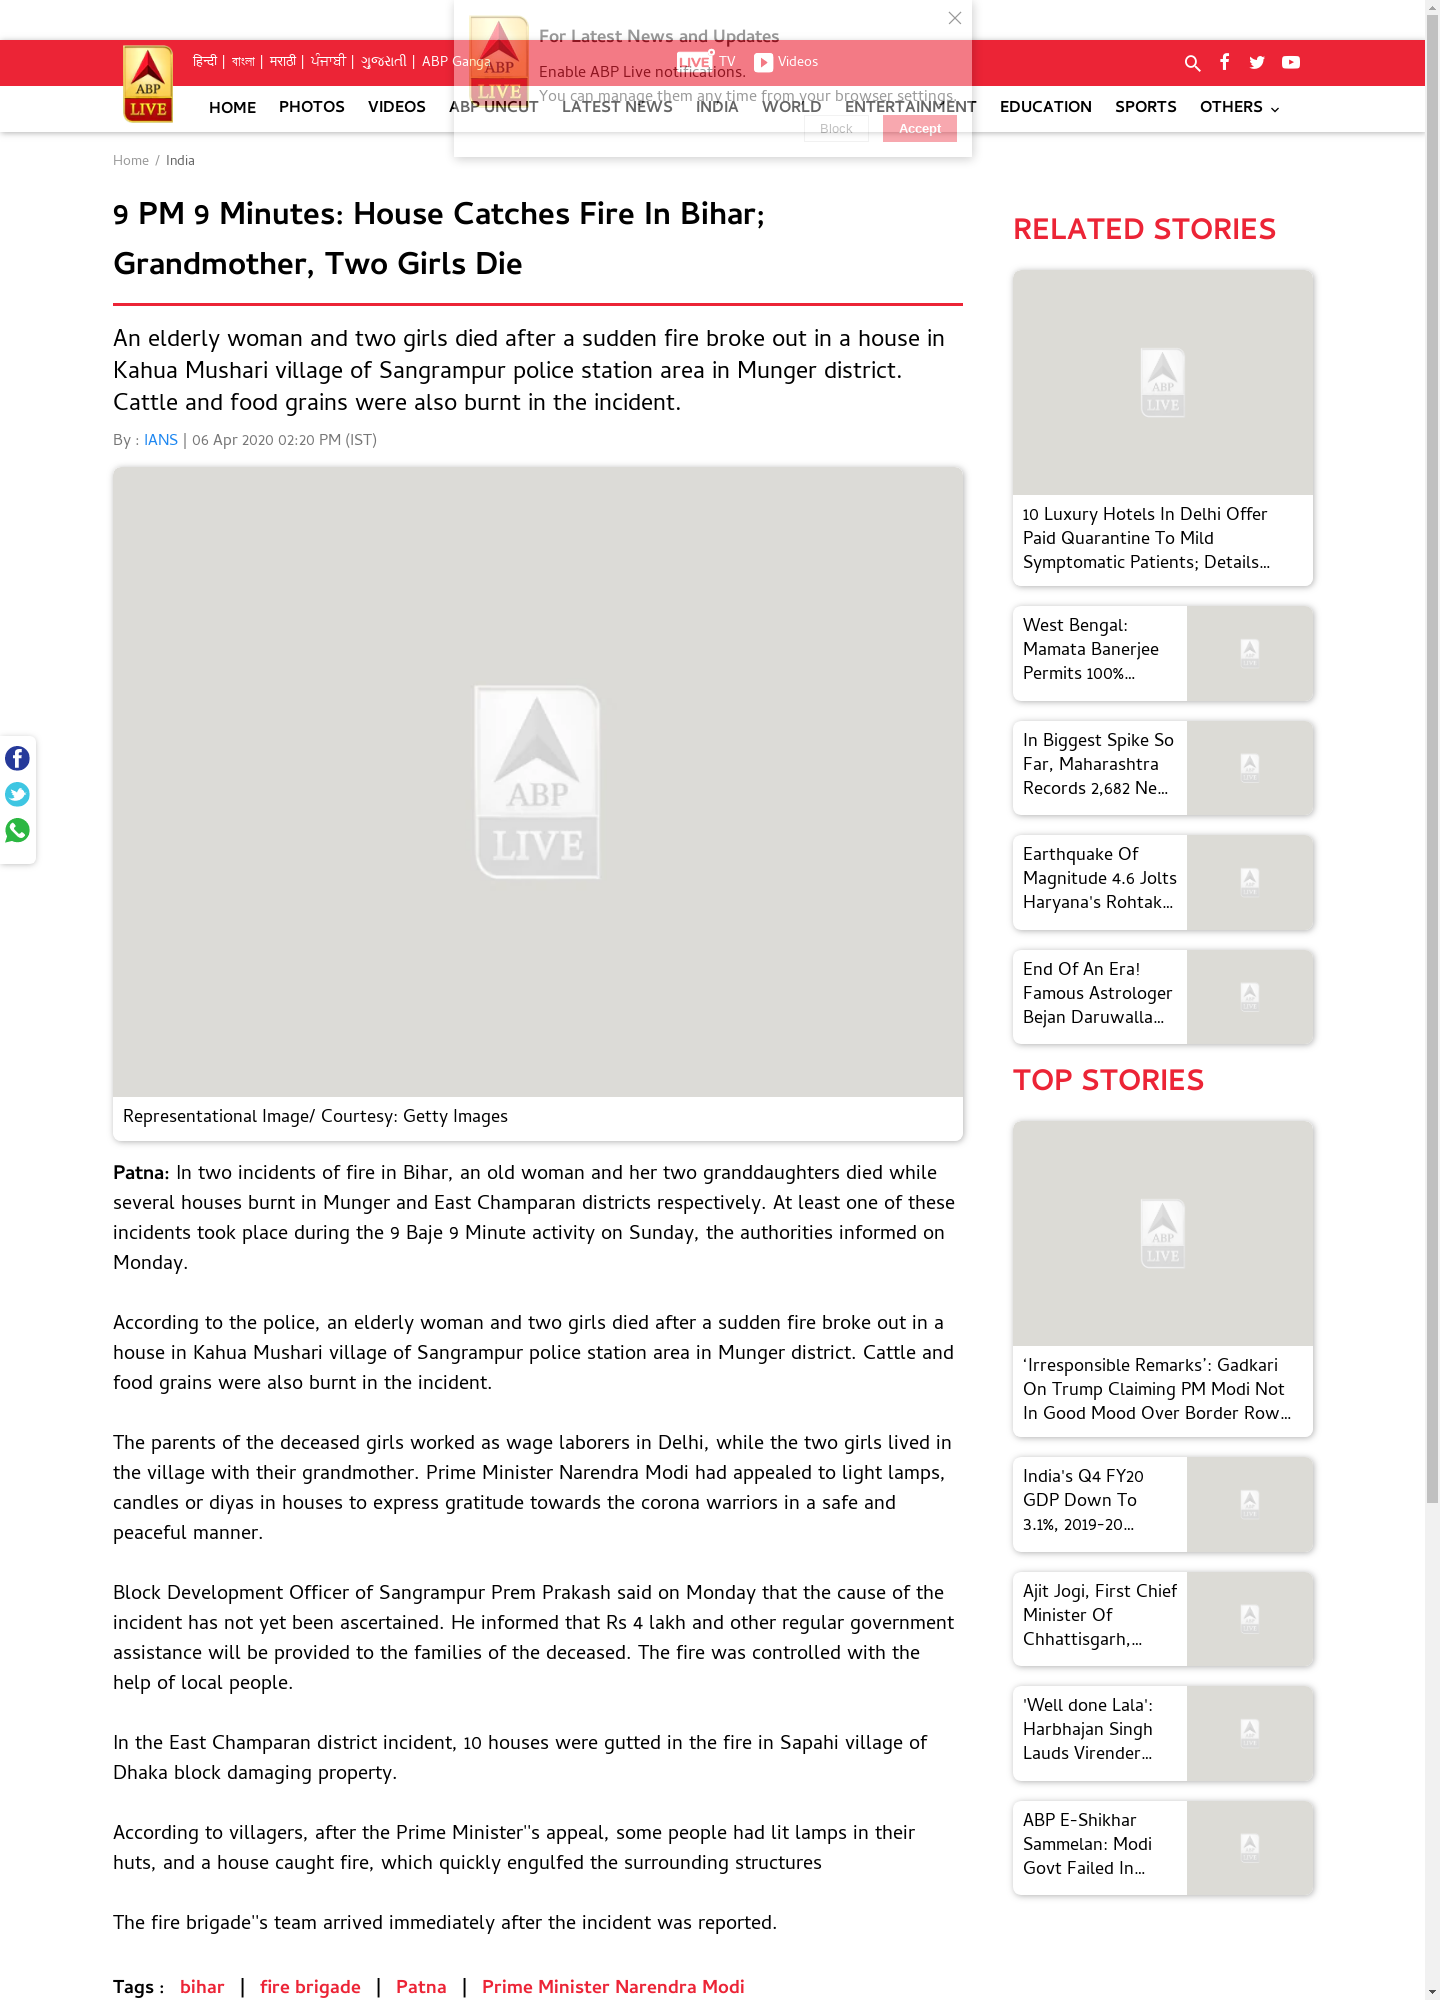 For Latest News and Updates
Enable ABP Live notifications.
You can manage them any time from your browser settings.
Block
Accept
हिन्दी | বাংলা | मराठी | ਪੰਜਾਬੀ | ગુજરાતી | ABP Ganga
LIVE TV
Videos
ABP
LIVE
HOME PHOTOS VIDEOS ABP UNCUT LATEST NEWS INDIA WORLD ENTERTAINMENT EDUCATION SPORTS OTHERS
Home / India
9 PM 9 Minutes: House Catches Fire In Bihar;
Grandmother, Two Girls Die
An elderly woman and two girls died after a sudden fire broke out in a house in
Kahua Mushari village of Sangrampur police station area in Munger district.
Cattle and food grains were also burnt in the incident.
By : IANS | 06 Apr 2020 02:20 PM (IST)
ABP
LIVE
Representational Image/ Courtesy: Getty Images
Patna: In two incidents of fire in Bihar, an old woman and her two granddaughters died while
several houses burnt in Munger and East Champaran districts respectively. At least one of these
incidents took place during the 9 Baje 9 Minute activity on Sunday, the authorities informed on
Monday.
According to the police, an elderly woman and two girls died after a sudden fire broke out in a
house in Kahua Mushari village of Sangrampur police station area in Munger district. Cattle and
food grains were also burnt in the incident.
The parents of the deceased girls worked as wage laborers in Delhi, while the two girls lived in
the village with their grandmother. Prime Minister Narendra Modi had appealed to light lamps,
candles or diyas in houses to express gratitude towards the corona warriors in a safe and
peaceful manner.
Block Development Officer of Sangrampur Prem Prakash said on Monday that the cause of the
incident has not yet been ascertained. He informed that Rs 4 lakh and other regular government
assistance will be provided to the families of the deceased. The fire was controlled with the
help of local people.
In the East Champaran district incident, 10 houses were gutted in the fire in Sapahi village of
Dhaka block damaging property.
According to villagers, after the Prime Minister"s appeal, some people had lit lamps in their
huts, and a house caught fire, which quickly engulfed the surrounding structures
The fire brigade"s team arrived immediately after the incident was reported.
Tags : bihar | fire brigade | Patna | Prime Minister Narendra Modi
RELATED STORIES
ABP
LIVE
10 Luxury Hotels In Delhi Offer
Paid Quarantine To Mild
Symptomatic Patients; Details...
West Bengal:
Mamata Banerjee
Permits 100%...
In Biggest Spike So
Far, Maharashtra
Records 2,682 Ne...
Earthquake Of
Magnitude 4.6 Jolts
Haryana's Rohtak...
End Of An Era!
Famous Astrologer
Bejan Daruwalla...
TOP STORIES
ABP
LIVE
‘Irresponsible Remarks’: Gadkari
On Trump Claiming PM Modi Not
In Good Mood Over Border Row...
India's Q4 FY20
GDP Down To
3.1%, 2019-20...
Ajit Jogi, First Chief
Minister Of
Chhattisgarh,...
'Well done Lala':
Harbhajan Singh
Lauds Virender...
ABP E-Shikhar
Sammelan: Modi
Govt Failed In...